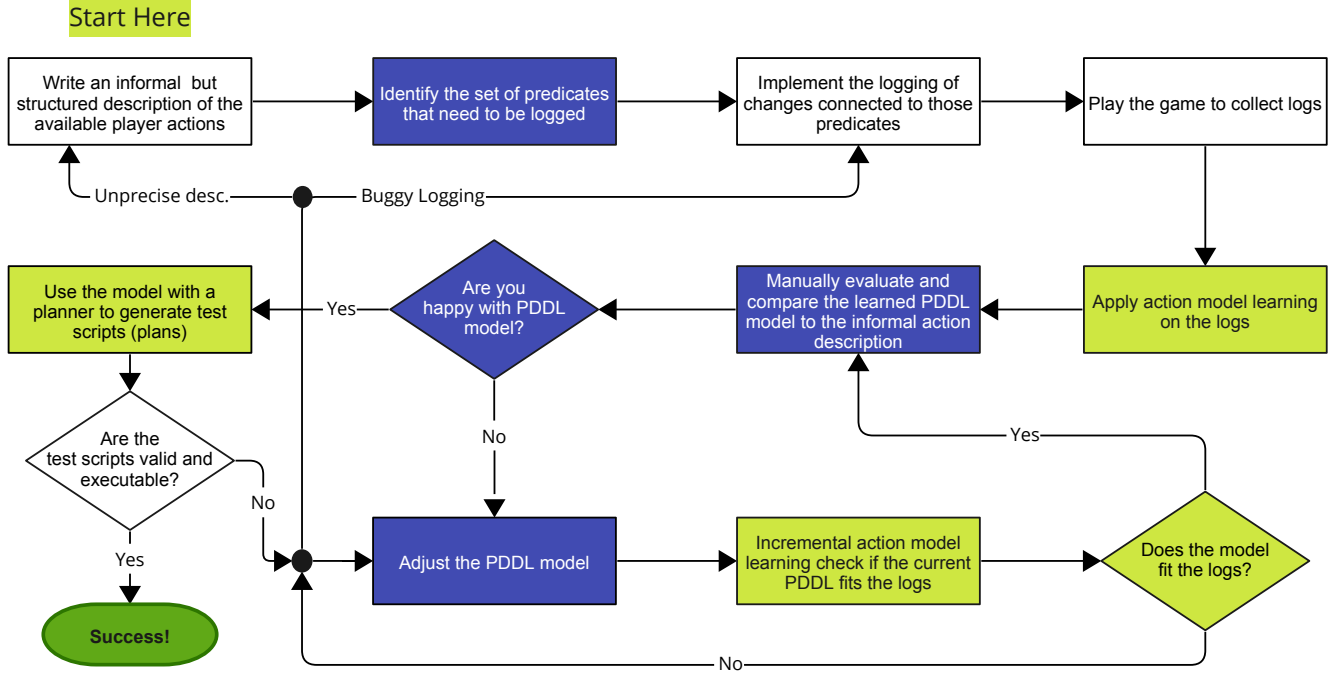 Start Here
Write an informal but
structured description of the
available player actions
Identify the set of predicates
that need to be logged
Implement the logging of
changes connected to those
predicates
Play the game to collect logs
Unprecise desc.
Buggy Logging
Use the model with a
planner to generate test
scripts (plans)
Yes
Are you
happy with PDDL
model?
Manually evaluate and
compare the learned PDDL
model to the informal action
description
Apply action model learning
on the logs
No
Yes
Are the
test scripts valid and
executable?
No
Yes
Adjust the PDDL model
Incremental action model
learning check if the current
PDDL fits the logs
Does the model
fit the logs?
Success!
No